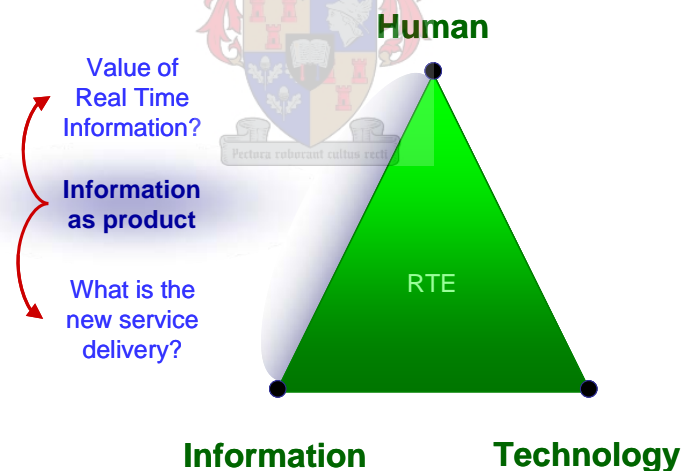 Human
Value of
Real Time
Information?
Pectora roborant cultus recti
Information
as product
What is the
new service
delivery?
RTE
Information
Technology